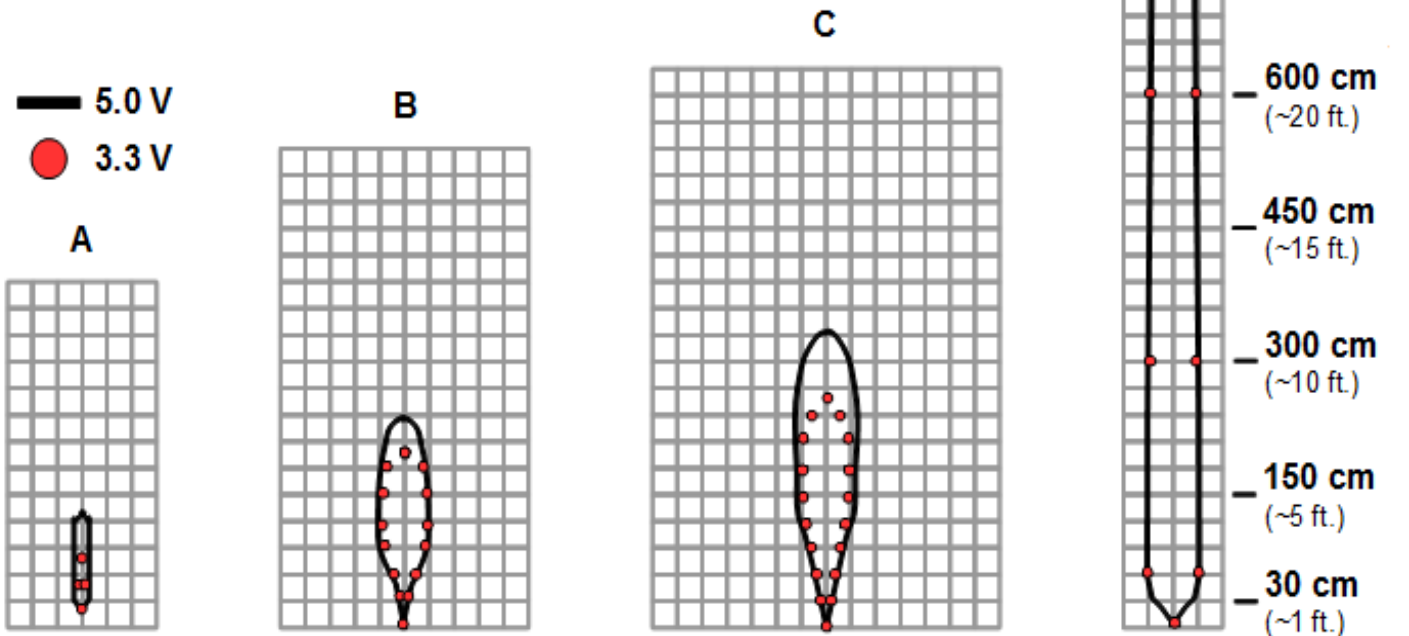 5.0 V
3.3 V
A
B
C
600 cm
(~20 ft.)
450 cm
(~15 ft.)
300 cm
(~10 ft.)
150 cm
(~5 ft.)
30 cm
(~1 ft.)